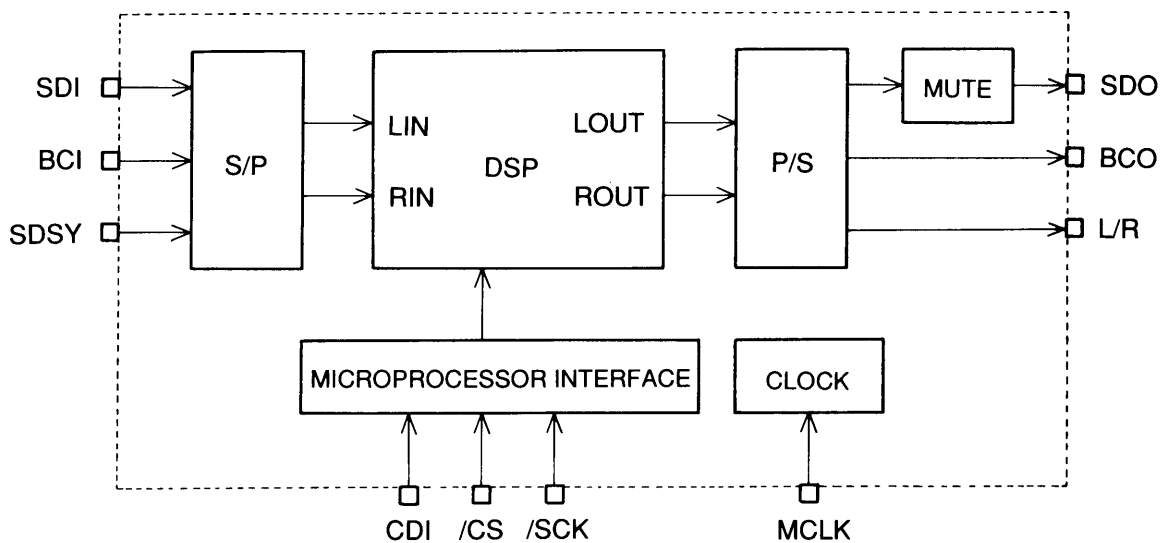 SDI
BCI
SDSY
S/P
LIN
RIN
DSP
LOUT
ROUT
P/S
MUTE
SDO
BCO
L/R
MICROPROCESSOR INTERFACE
CLOCK
CDI
/CS
/SCK
MCLK